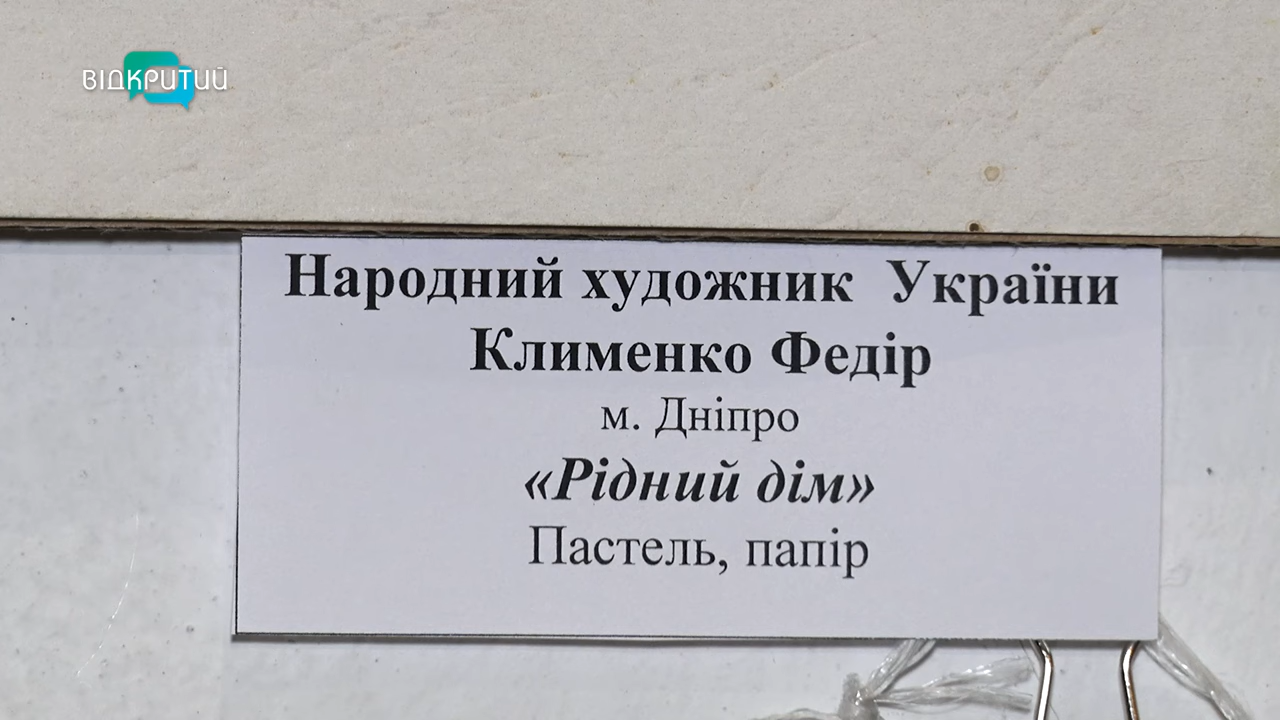 ВІДКРИТИЙ
Народний художник України
Клименко Федір
м. Дніпро
«Рідний дім»
Пастель, папір